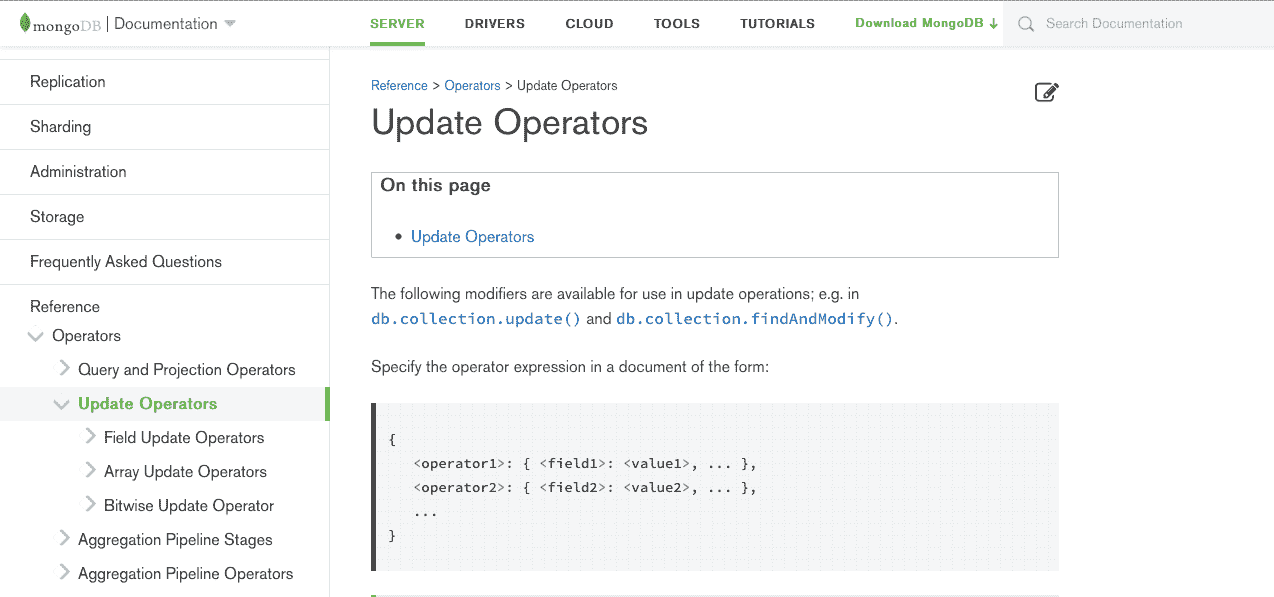 mongoDB | Documentation
SERVER DRIVERS CLOUD TOOLS TUTORIALS Download MongoDB ↓ Search Documentation
Replication
Sharding
Administration
Storage
Frequently Asked Questions
Reference
Operators
Query and Projection Operators
Update Operators
Field Update Operators
Array Update Operators
Bitwise Update Operator
Aggregation Pipeline Stages
Aggregation Pipeline Operators
Reference > Operators > Update Operators
Update Operators
On this page
• Update Operators
The following modifiers are available for use in update operations; e.g. in
db.collection.update() and db.collection.findAndModify().
Specify the operator expression in a document of the form:
{
<operator1>: { <field1>: <value1>, ... },
<operator2>: { <field2>: <value2>, ... },
...
}